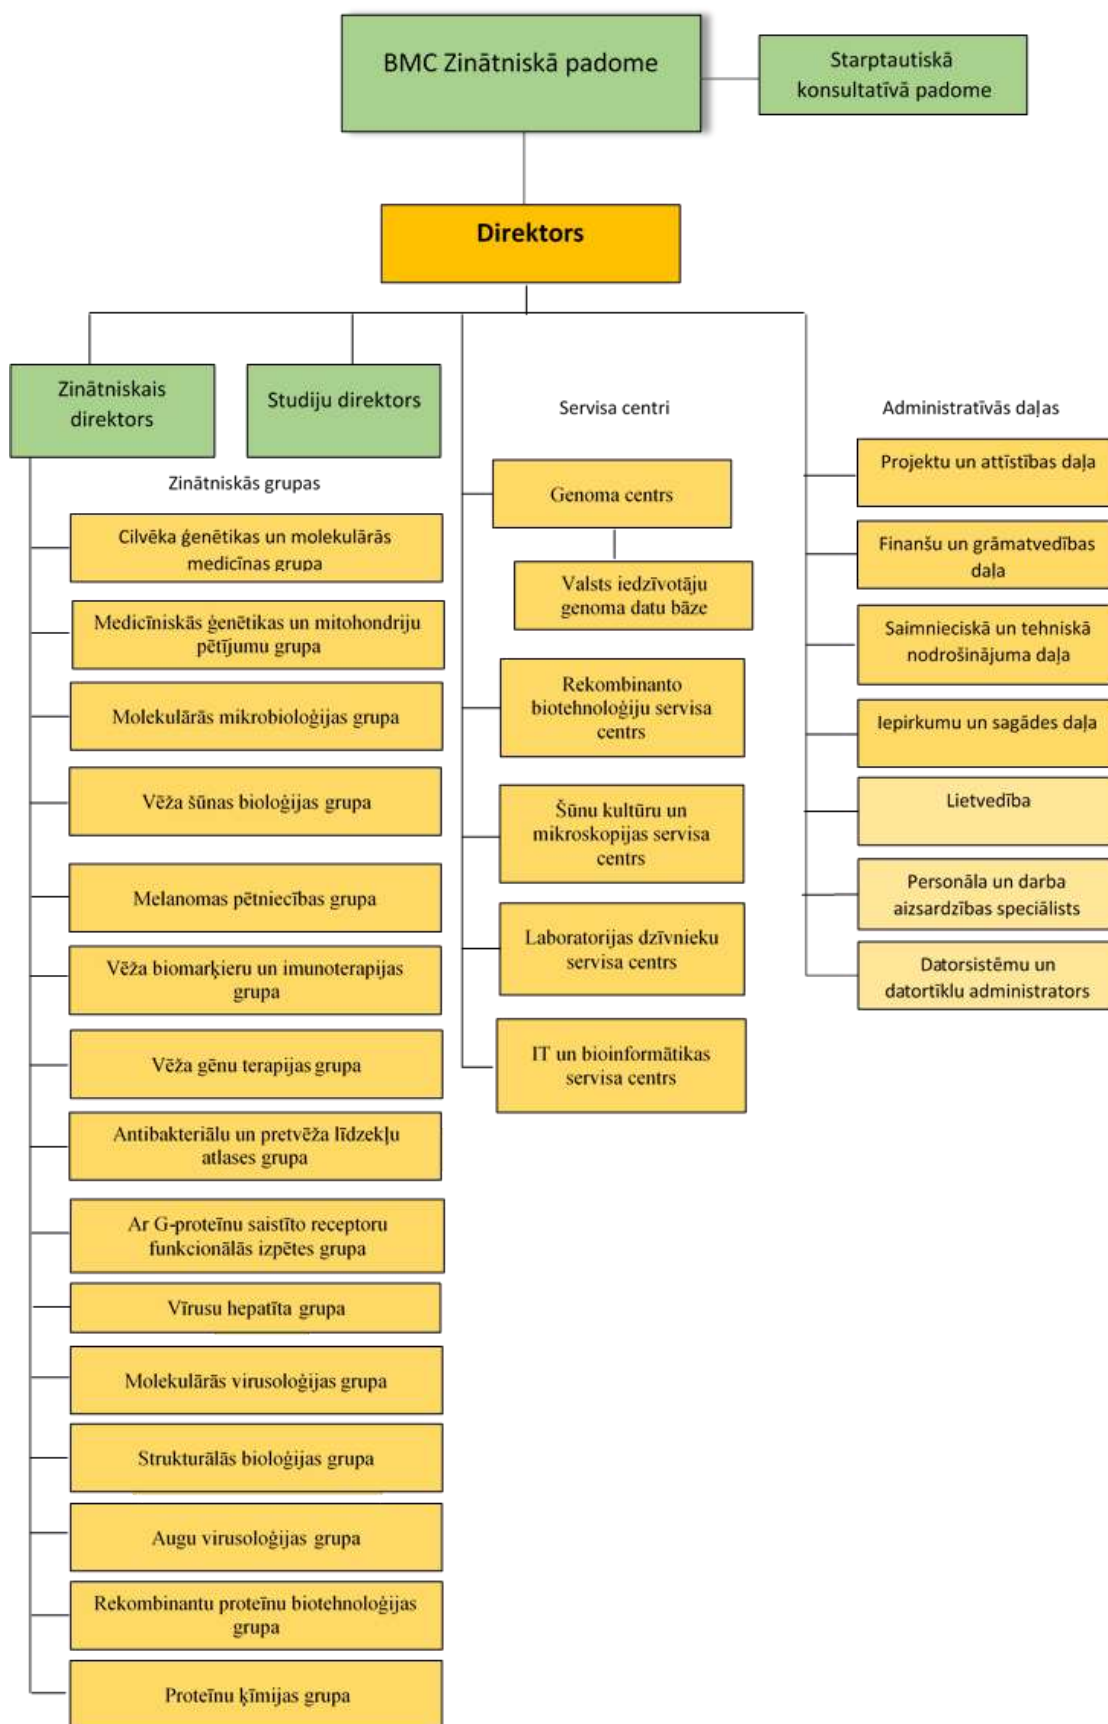 BMC Zinātniskā padome
Starptautiskā
konsultatīvā padome
Direktors
Zinātniskais
direktors
Studiju direktors
Zinātniskās grupas
Cilvēka ģenētikas un molekulārās
medicīnas grupa
Medicīniskās ģenētikas un mitohondriju
pētījumu grupa
Molekulārās mikrobioloģijas grupa
Vēža šūnas bioloģijas grupa
Melanomas pētniecības grupa
Vēža biomarķieru un imunoterapijas
grupa
Vēža gēnu terapijas grupa
Antibakteriālu un pretvēža līdzekļu
atlases grupa
Ar G-proteīnu saistīto receptoru
funkcionālās izpētes grupa
Vīrusu hepatīta grupa
Molekulārās virusoloģijas grupa
Strukturālās bioloģijas grupa
Augu virusoloģijas grupa
Rekombinantu proteīnu biotehnoloģijas
grupa
Proteīnu ķīmijas grupa
Servisa centri
Genoma centrs
Valsts iedzīvotāju
genoma datu bāze
Rekombinanto
biotehnoloģiju servisa
centrs
Šūnu kultūru un
mikroskopijas servisa
centrs
Laboratorijas dzīvnieku
servisa centrs
IT un bioinformātikas
servisa centrs
Administratīvās daļas
Projektu un attīstības daļa
Finanšu un grāmatvedības
daļa
Saimnieciskā un tehniskā
nodrošinājuma daļa
Iepirkumu un sagādes daļa
Lietvedība
Personāla un darba
aizsardzības speciālists
Datorsistēmu un
datortīklu administrators